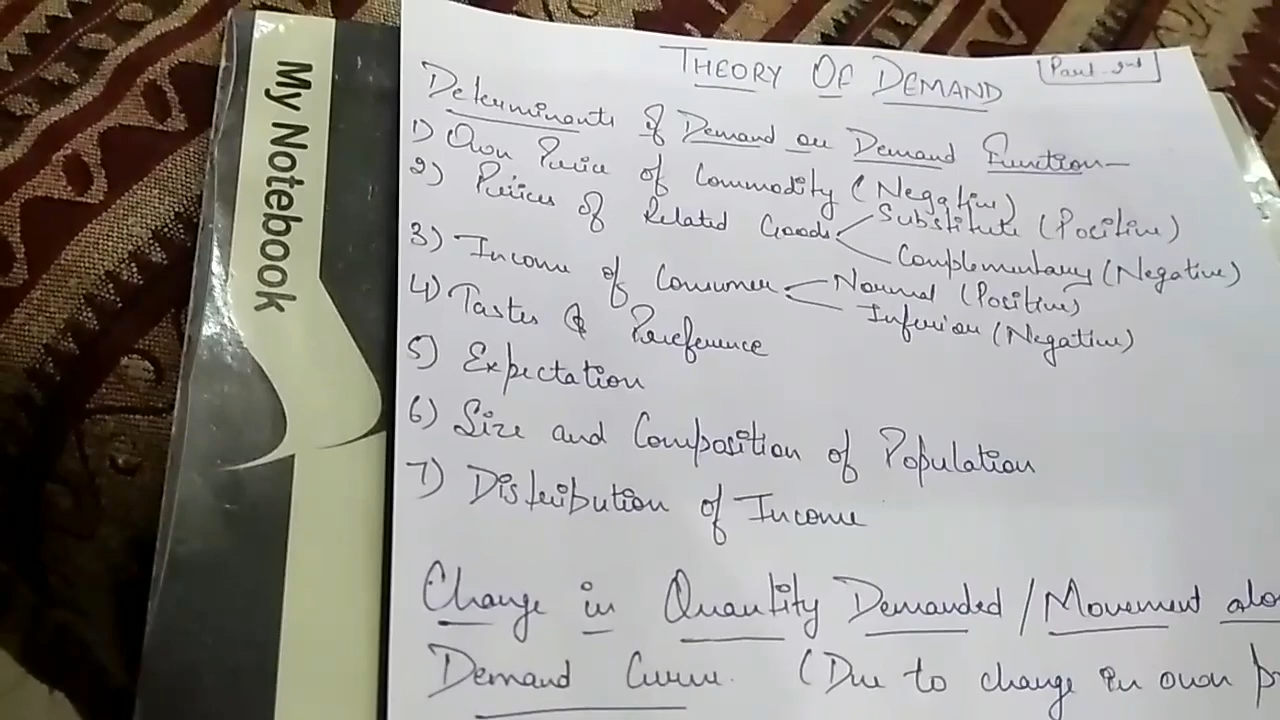 My Notebook
THEORY OF DEMAND
Part-2nd
Determinants of Demand or Demand Function—
1) Own Price of Commodity (Negative)
2) Prices of Related Goods Substitute (Positive)
Complementary (Negative)
3) Income of Consumer Normal (Positive)
Inferior (Negative)
4) Tastes & Preference
5) Expectation
6) Size and Composition of Population
7) Distribution of Income
Change in Quantity Demanded / Movement alo
Demand Curve. (Due to change in own pr